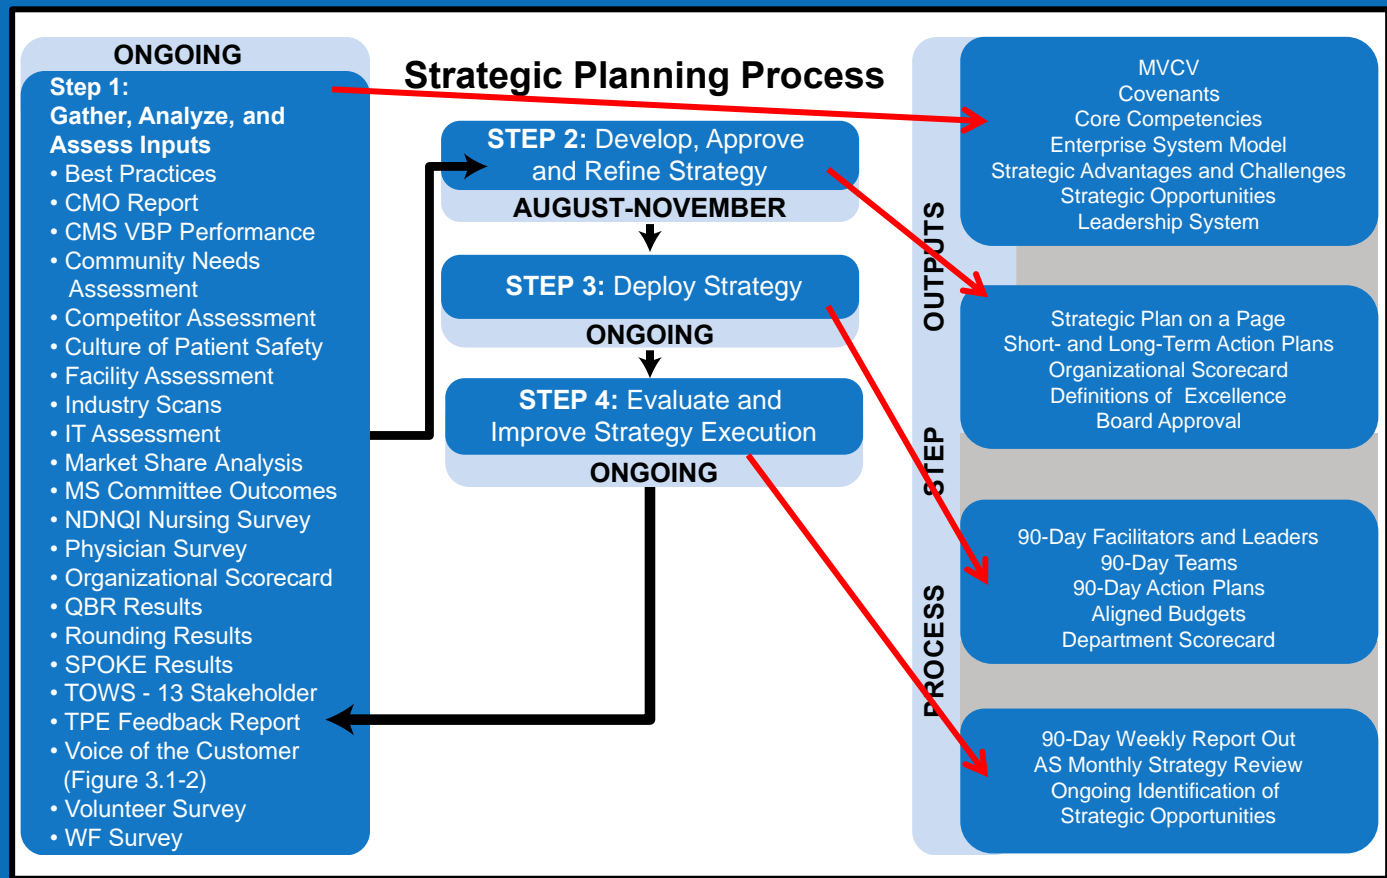 ONGOING
Step 1:
Gather, Analyze, and
Assess Inputs
• Best Practices
• CMO Report
• CMS VBP Performance
• Community Needs
Assessment
• Competitor Assessment
• Culture of Patient Safety
• Facility Assessment
• Industry Scans
• IT Assessment
• Market Share Analysis
• MS Committee Outcomes
• NDNQI Nursing Survey
• Physician Survey
• Organizational Scorecard
• QBR Results
• Rounding Results
• SPOKE Results
• TOWS - 13 Stakeholder
• TPE Feedback Report
• Voice of the Customer
(Figure 3.1-2)
• Volunteer Survey
• WF Survey
Strategic Planning Process
STEP 2: Develop, Approve
and Refine Strategy
AUGUST-NOVEMBER
STEP 3: Deploy Strategy
ONGOING
STEP 4: Evaluate and
Improve Strategy Execution
ONGOING
PROCESS STEP OUTPUTS
MVCV
Covenants
Core Competencies
Enterprise System Model
Strategic Advantages and Challenges
Strategic Opportunities
Leadership System
Strategic Plan on a Page
Short- and Long-Term Action Plans
Organizational Scorecard
Definitions of Excellence
Board Approval
90-Day Facilitators and Leaders
90-Day Teams
90-Day Action Plans
Aligned Budgets
Department Scorecard
90-Day Weekly Report Out
AS Monthly Strategy Review
Ongoing Identification of
Strategic Opportunities